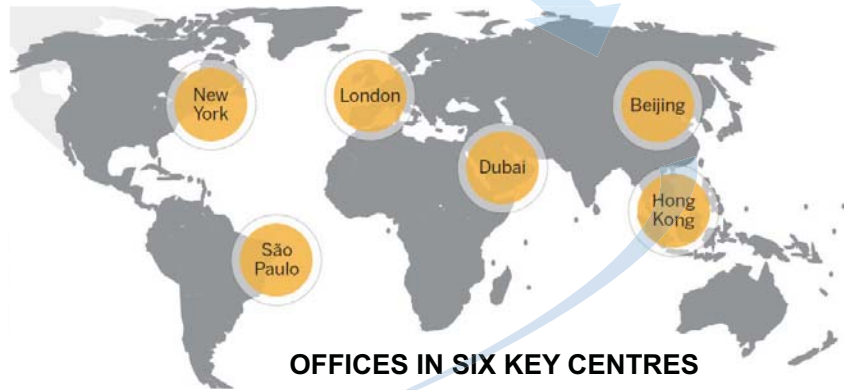 New
York
London
Beijing
Dubai
Hong
Kong
São
Paulo
OFFICES IN SIX KEY CENTRES